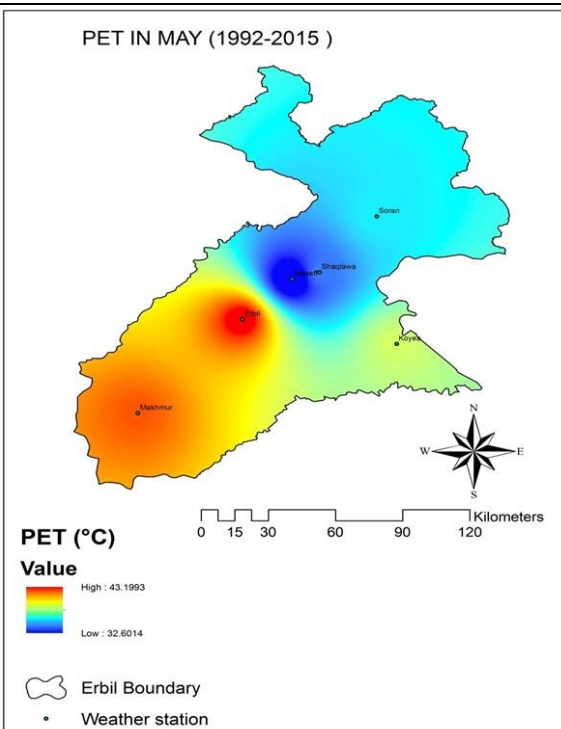 PET IN MAY (1992-2015 )
Soran
Shaqlawa
Erbil
Koyea
Makhmur
N
W E
S
Kilometers
0 15 30 60 90 120
PET (°C)
Value
High : 43.1993
Low : 32.6014
Erbil Boundary
Weather station